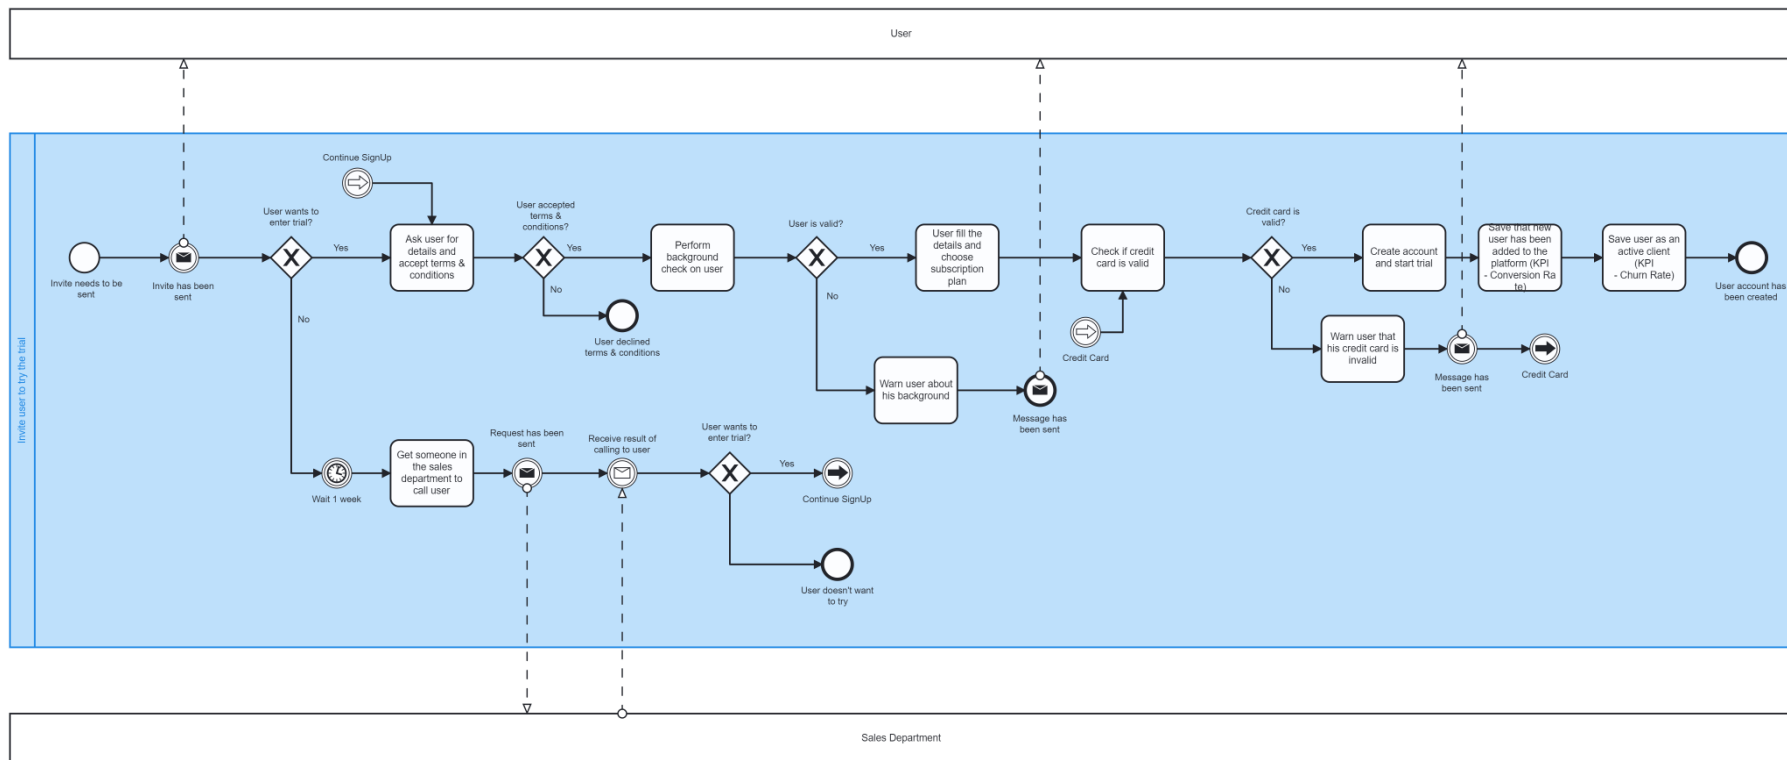 User
Invite user to try the trial
Continue SignUp
User wants to
enter trial?
User accepted
terms &
conditions?
User is valid?
Credit card is
valid?
Invite needs to be
sent
Invite has been
sent
Yes
Ask user for
details and
accept terms &
conditions
Yes
Perform
background
check on user
Yes
User fill the
details and
choose
subscription
plan
Check if credit
card is valid
Yes
Create account
and start trial
Save that new
user has been
added to the
platform (KPI
- Conversion Ra
te)
Save user as an
active client
(KPI
- Churn Rate)
User account has
been created
No
No
No
No
User declined
terms & conditions
Credit Card
Warn user that
his credit card is
invalid
Message has
been sent
Credit Card
Warn user about
his background
Message has
been sent
Wait 1 week
Get someone in
the sales
department to
call user
Request has been
sent
Receive result of
calling to user
User wants to
enter trial?
Yes
Continue SignUp
User doesn't want
to try
Sales Department